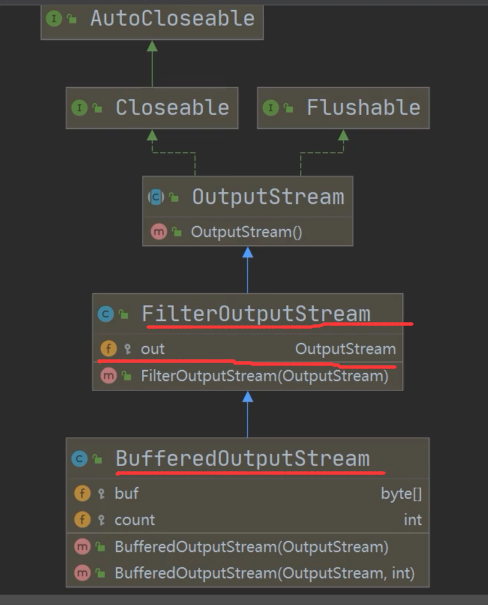 AutoCloseable
Closeable
Flushable
OutputStream
OutputStream()
FilterOutputStream
out OutputStream
FilterOutputStream(OutputStream)
BufferedOutputStream
buf byte[]
count int
BufferedOutputStream(OutputStream)
BufferedOutputStream(OutputStream, int)